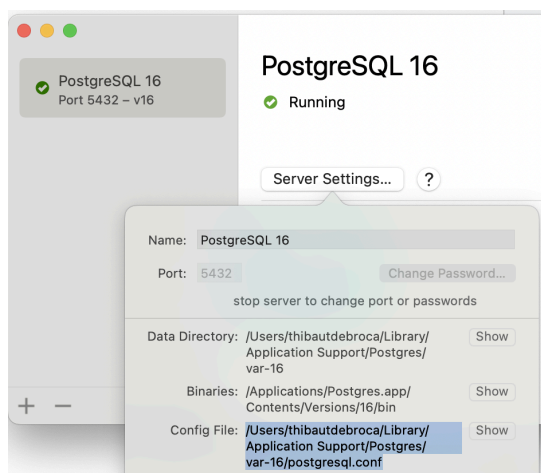 PostgreSQL 16
Port 5432 – v16
PostgreSQL 16
Running
Server Settings... ?
Name: PostgreSQL 16
Port: 5432 Change Password...
stop server to change port or passwords
Data Directory: /Users/thibautdebroca/Library/ Show
Application Support/Postgres/
var-16
Binaries: /Applications/Postgres.app/ Show
Contents/Versions/16/bin
Config File: /Users/thibautdebroca/Library/ Show
Application Support/Postgres/
var-16/postgresql.conf